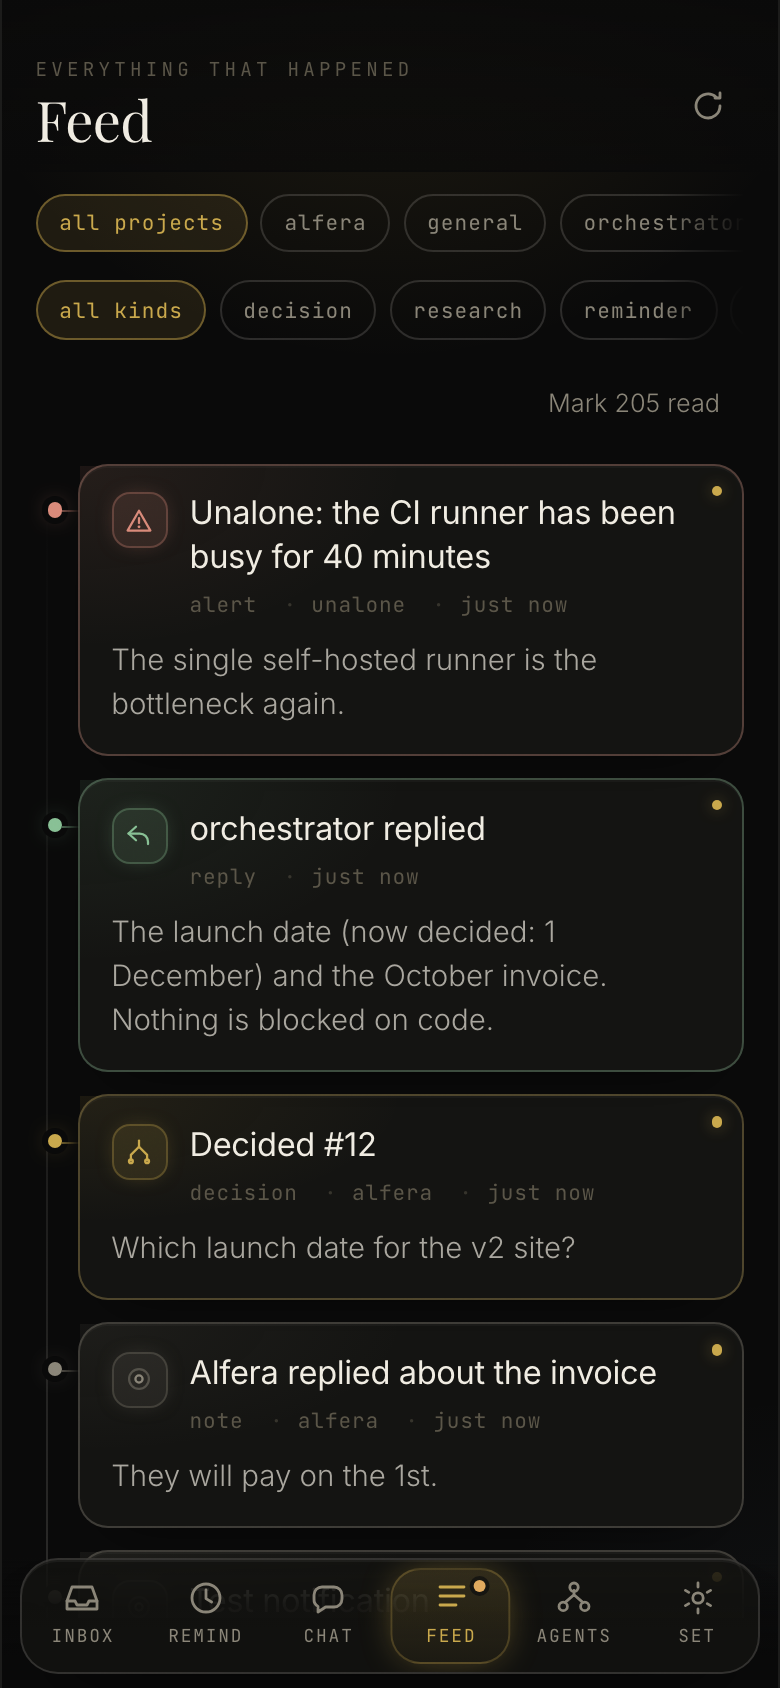 EVERYTHING THAT HAPPENED
Feed
all projects
alfera
general
orchestrator
all kinds
decision
research
reminder
Mark 205 read
Unalone: the CI runner has been
busy for 40 minutes
alert · unalone · just now
The single self-hosted runner is the
bottleneck again.
orchestrator replied
reply · just now
The launch date (now decided: 1
December) and the October invoice.
Nothing is blocked on code.
Decided #12
decision · alfera · just now
Which launch date for the v2 site?
Alfera replied about the invoice
note · alfera · just now
They will pay on the 1st.
Test notification
INBOX
REMIND
CHAT
FEED
AGENTS
SET